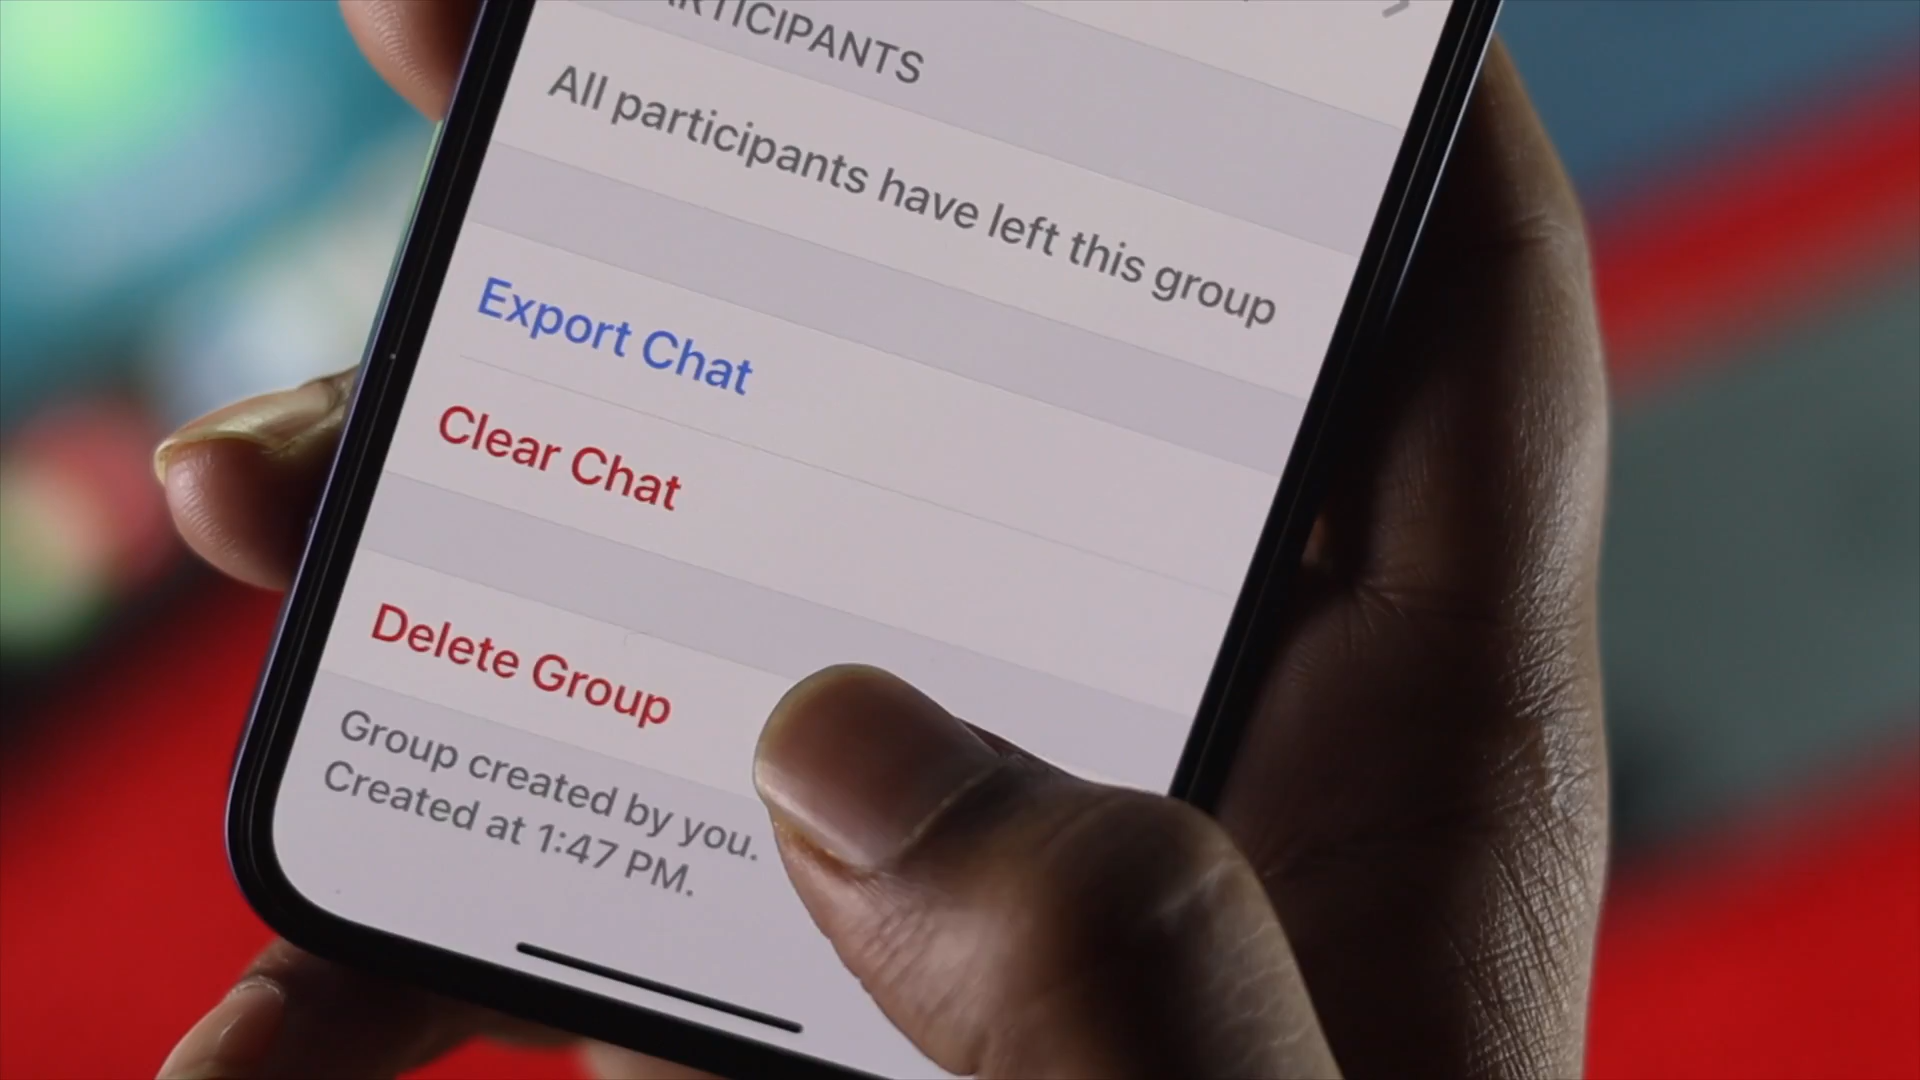 PARTICIPANTS
All participants have left this group
Export Chat
Clear Chat
Delete Group
Group created by you.
Created at 1:47 PM.